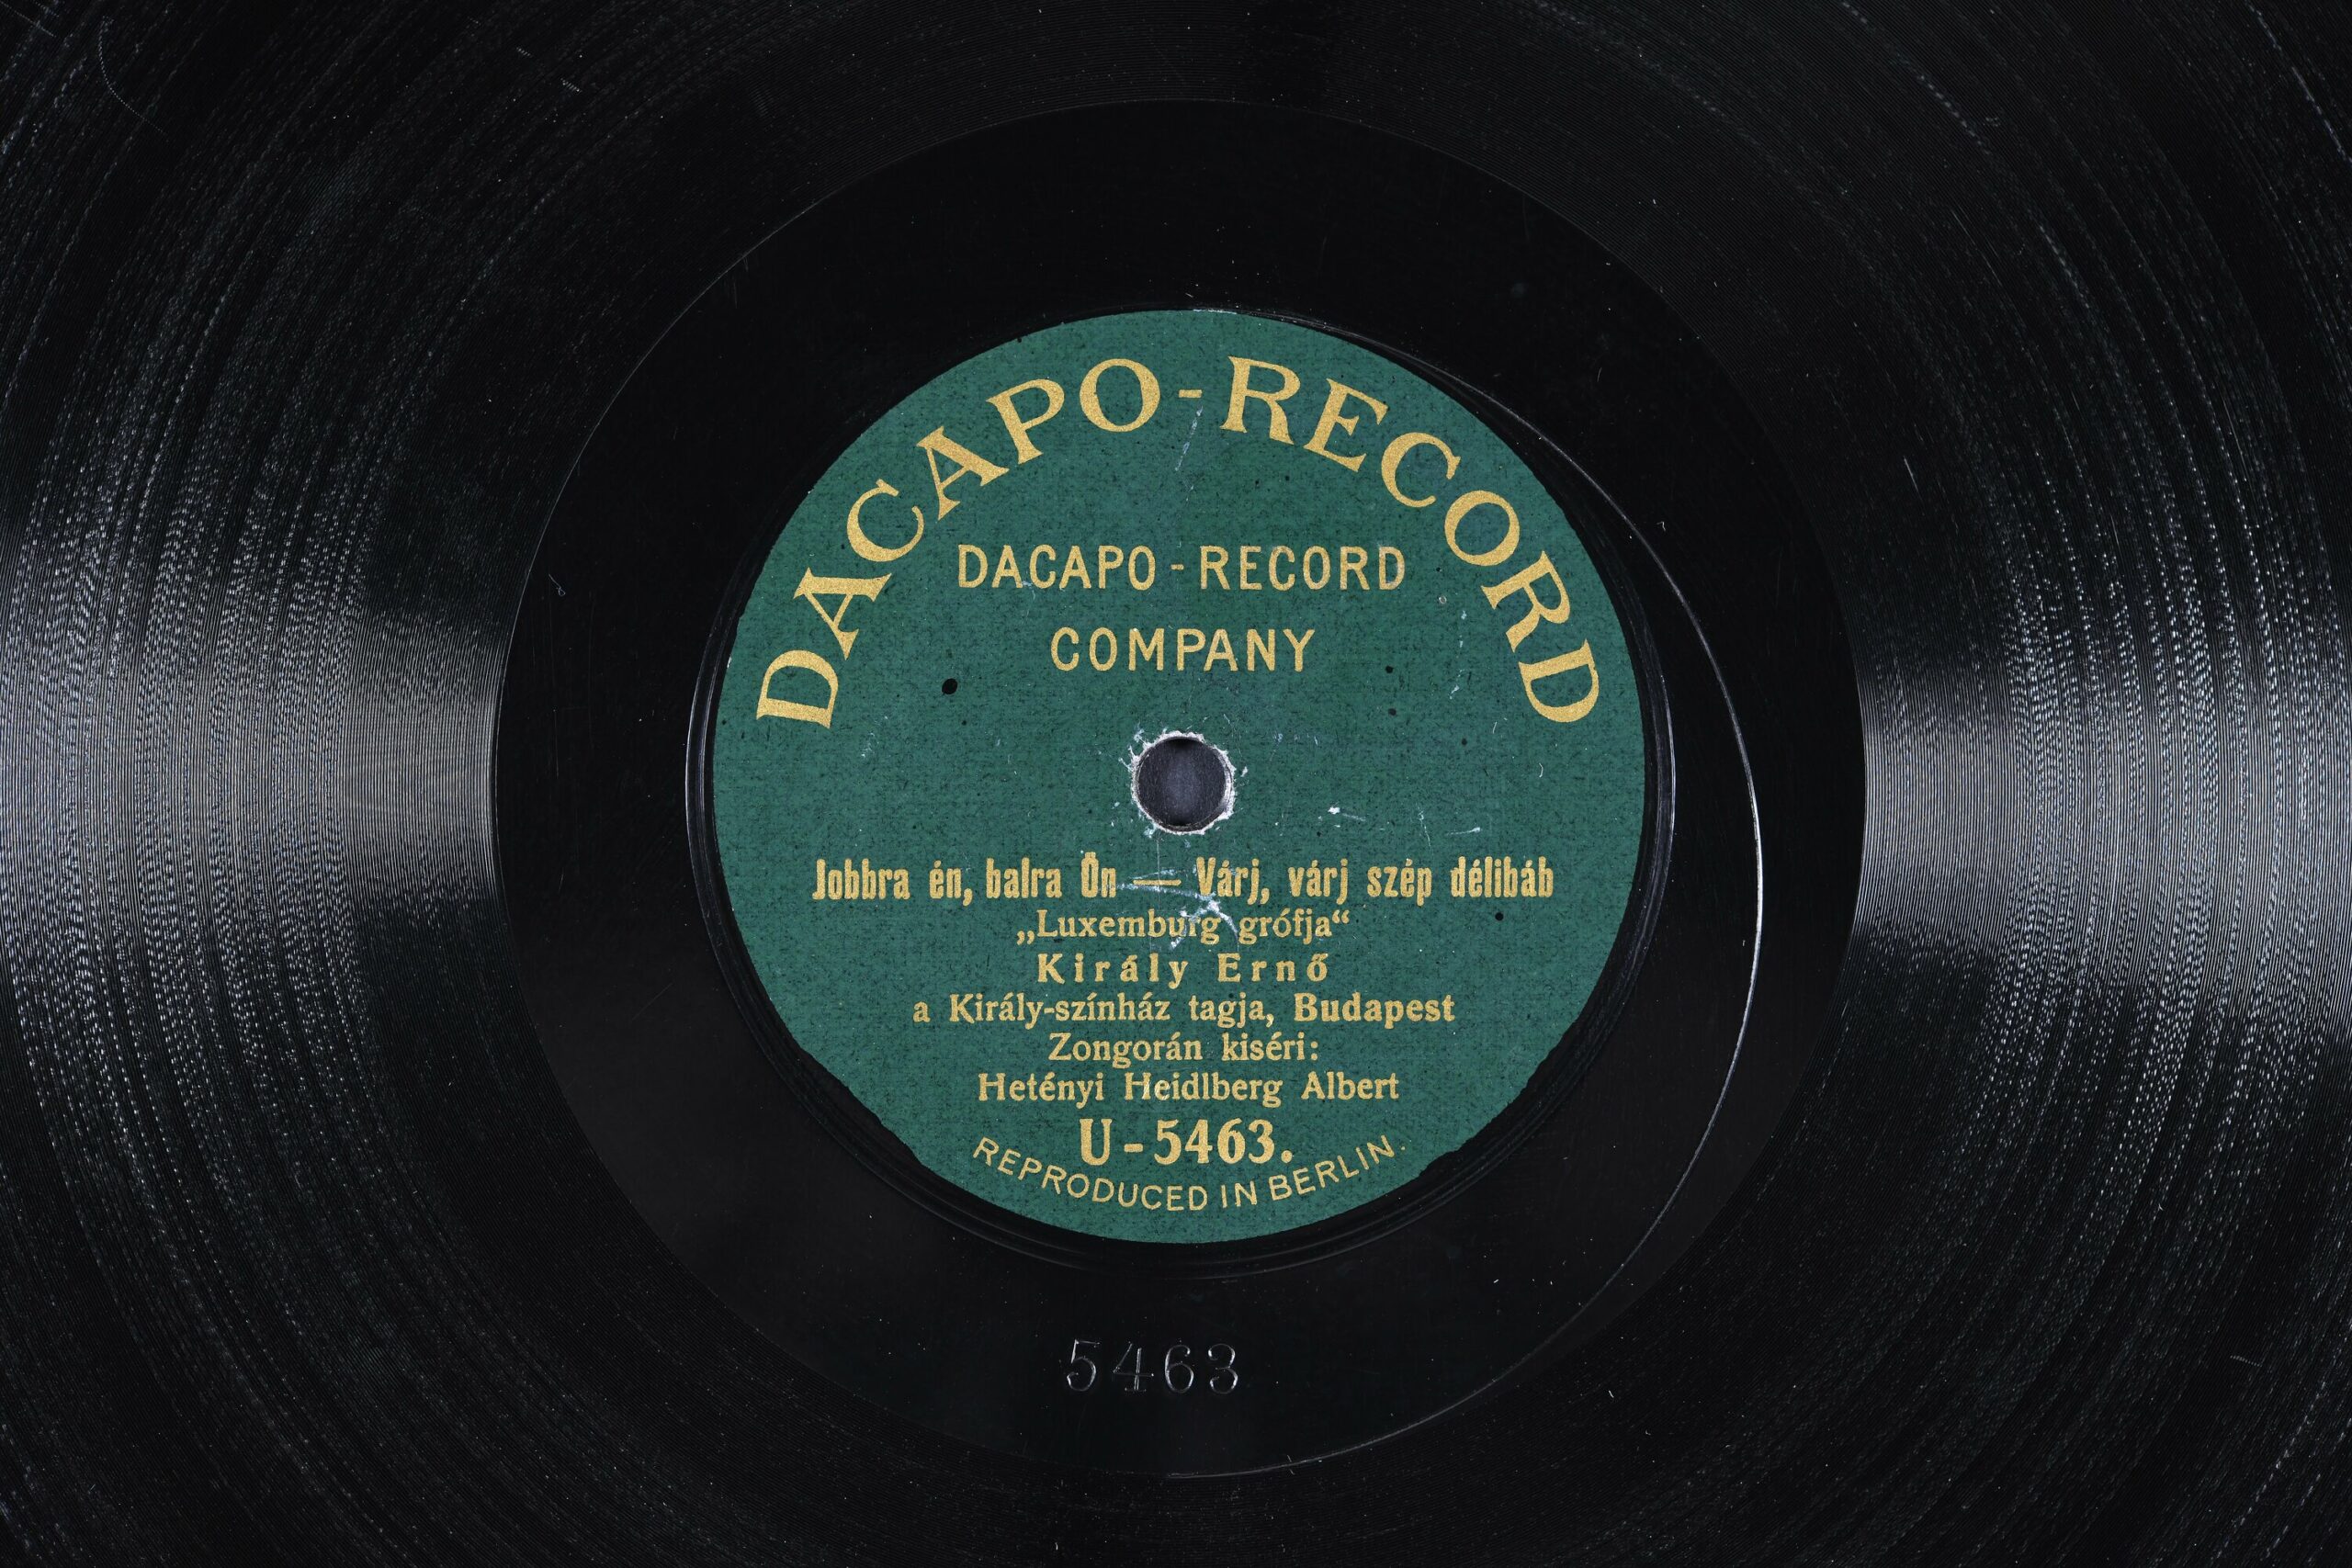 DACAPO-RECORD
DACAPO - RECORD
COMPANY
Jobbra én, balra Ön — Várj, várj szép délibáb
„Luxemburg grófja“
Király Ernő
a Király-színház tagja, Budapest
Zongorán kiséri:
Hetényi Heidlberg Albert
U-5463.
REPRODUCED IN BERLIN.
5463